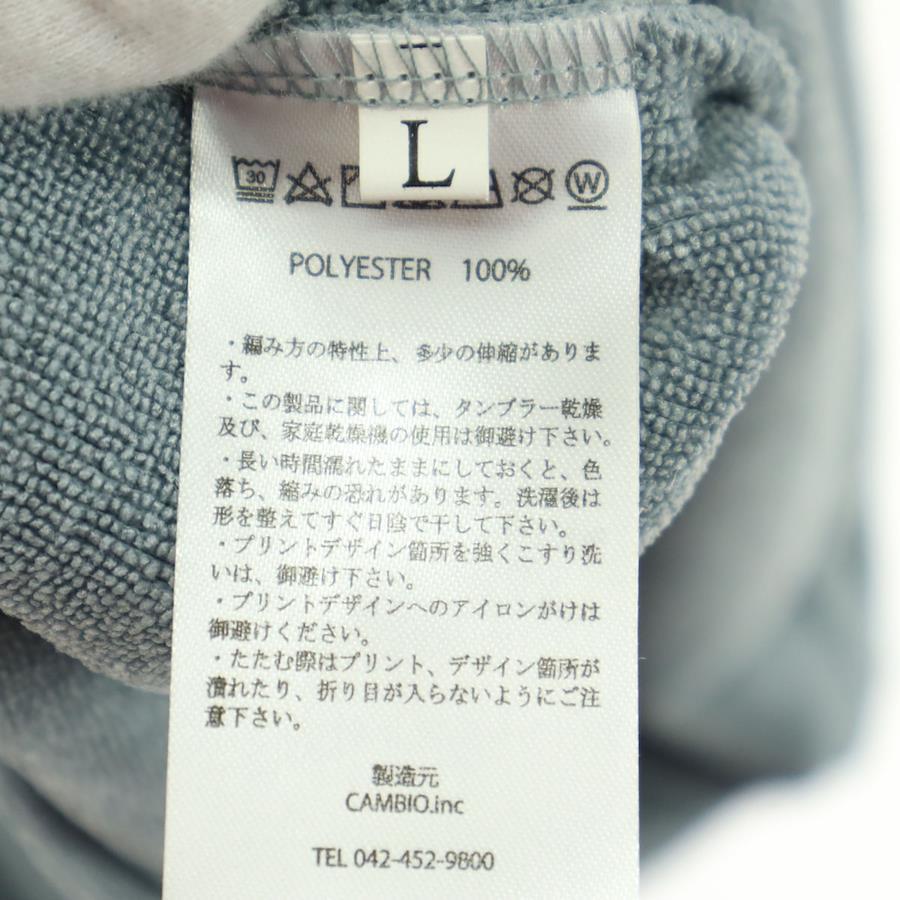 L
30 W
POLYESTER 100%
・編み方の特性上、多少の伸縮がありま
す。
・この製品に関しては、タンブラー乾燥
及び、家庭乾燥機の使用は御避け下さい。
・長い時間濡れたままにしておくと、色
落ち、縮みの恐れがあります。洗濯後は
形を整えてすぐ日陰で干して下さい。
・プリントデザイン箇所を強くこすり洗
いは、御避け下さい。
・プリントデザインへのアイロンがけは
御避けください。
・たたむ際はプリント、デザイン箇所が
潰れたり、折り目が入らないようにご注
意下さい。
製造元
CAMBIO.inc
TEL 042-452-9800